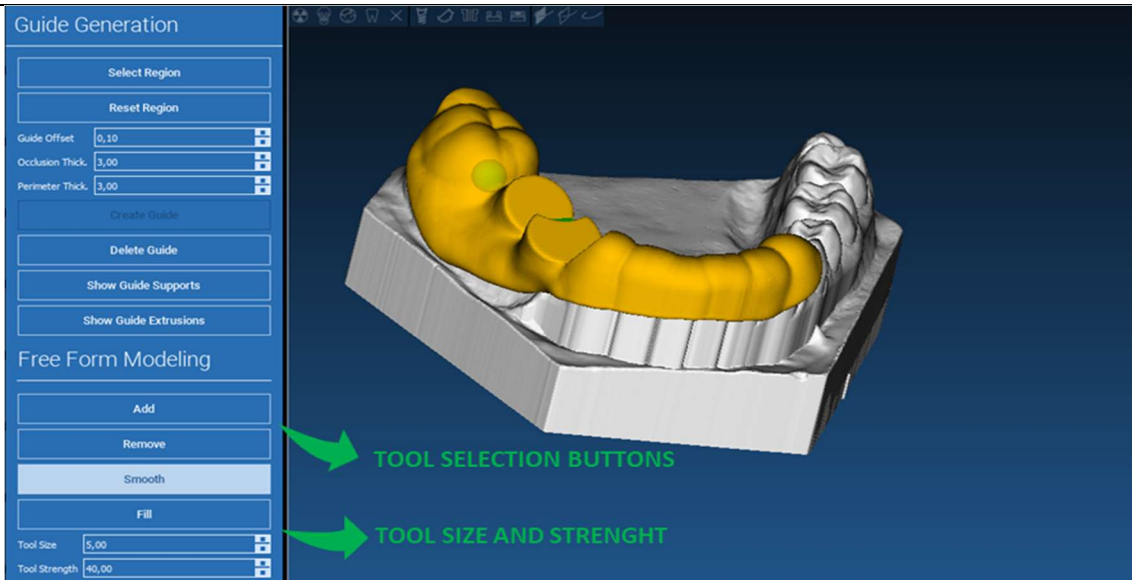 Guide Generation
Select Region
Reset Region
Guide Offset 0,10
Occlusion Thick. 3,00
Perimeter Thick. 3,00
Create Guide
Delete Guide
Show Guide Supports
Show Guide Extrusions
Free Form Modeling
Add
Remove
TOOL SELECTION BUTTONS
Smooth
Fill
TOOL SIZE AND STRENGHT
Tool Size 5,00
Tool Strength 40,00